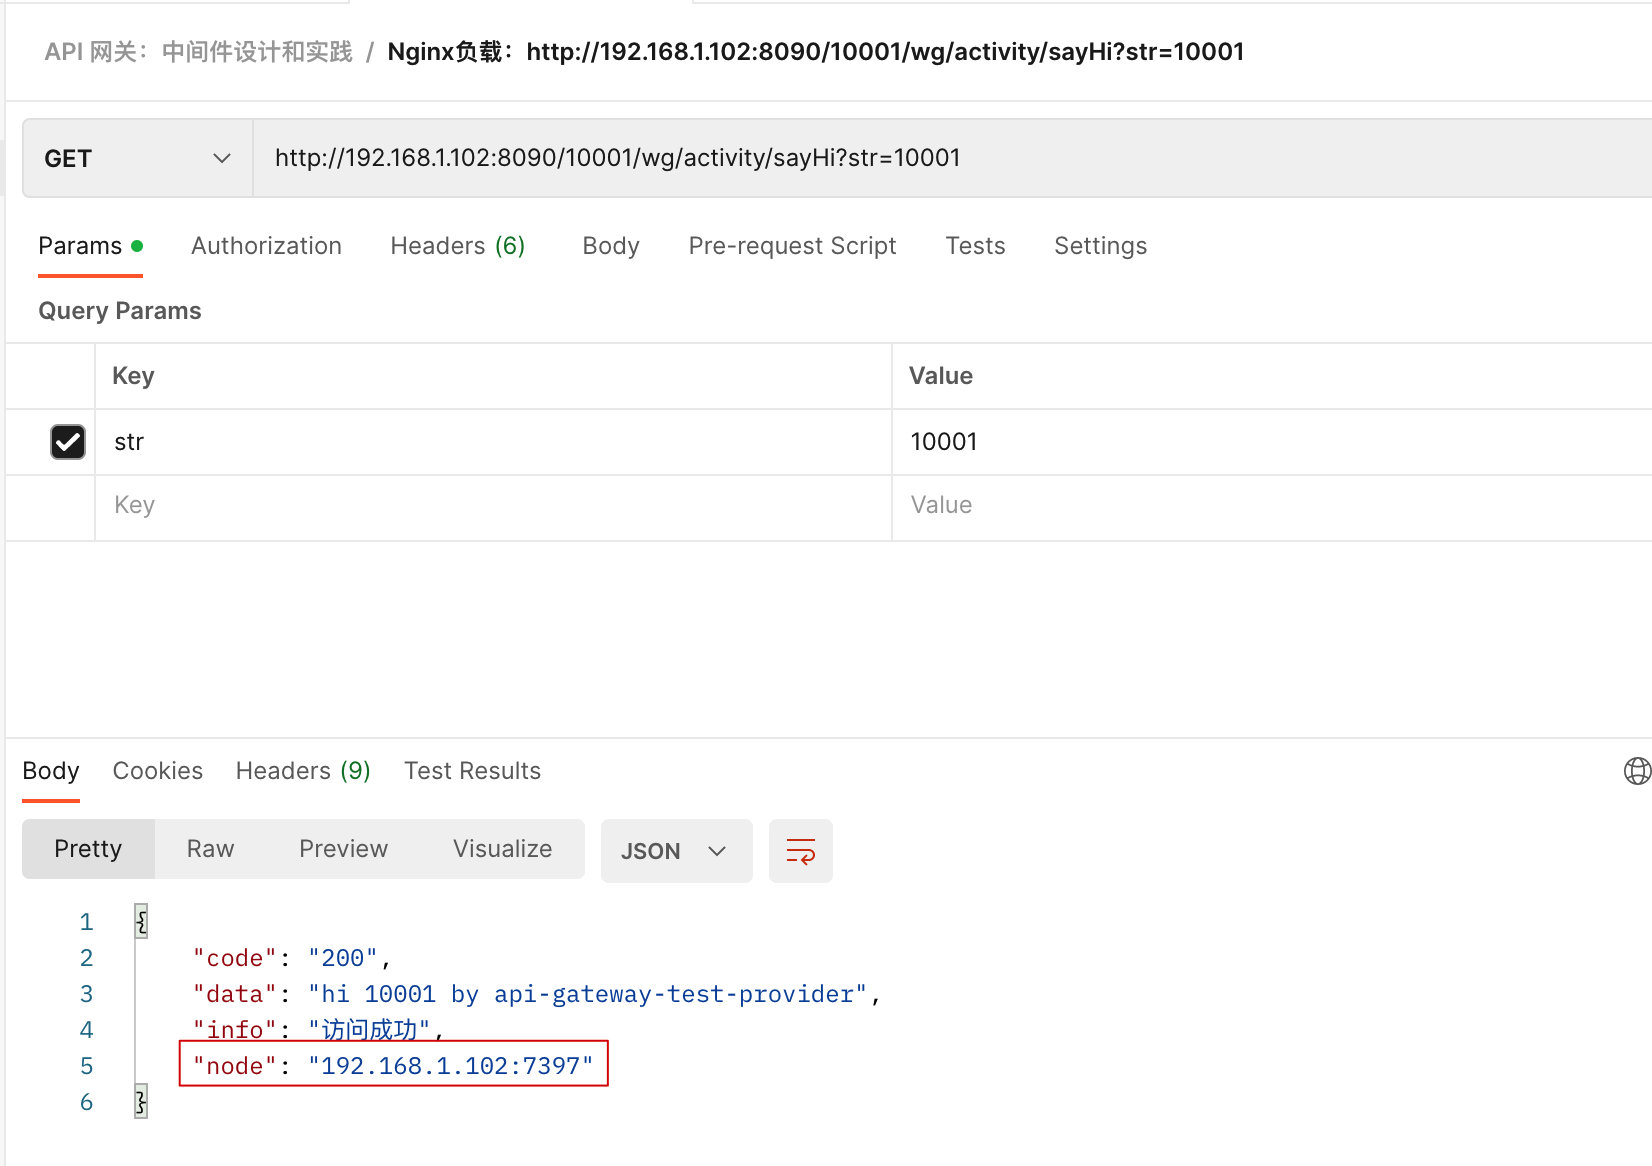 API 网关：中间件设计和实践 / Nginx负载：http://192.168.1.102:8090/10001/wg/activity/sayHi?str=10001
GET http://192.168.1.102:8090/10001/wg/activity/sayHi?str=10001
Params Authorization Headers (6) Body Pre-request Script Tests Settings
Query Params
Key Value
str 10001
Key Value
Body Cookies Headers (9) Test Results
Pretty Raw Preview Visualize JSON
1 {
2 "code": "200",
3 "data": "hi 10001 by api-gateway-test-provider",
4 "info": "访问成功",
5 "node": "192.168.1.102:7397"
6 }